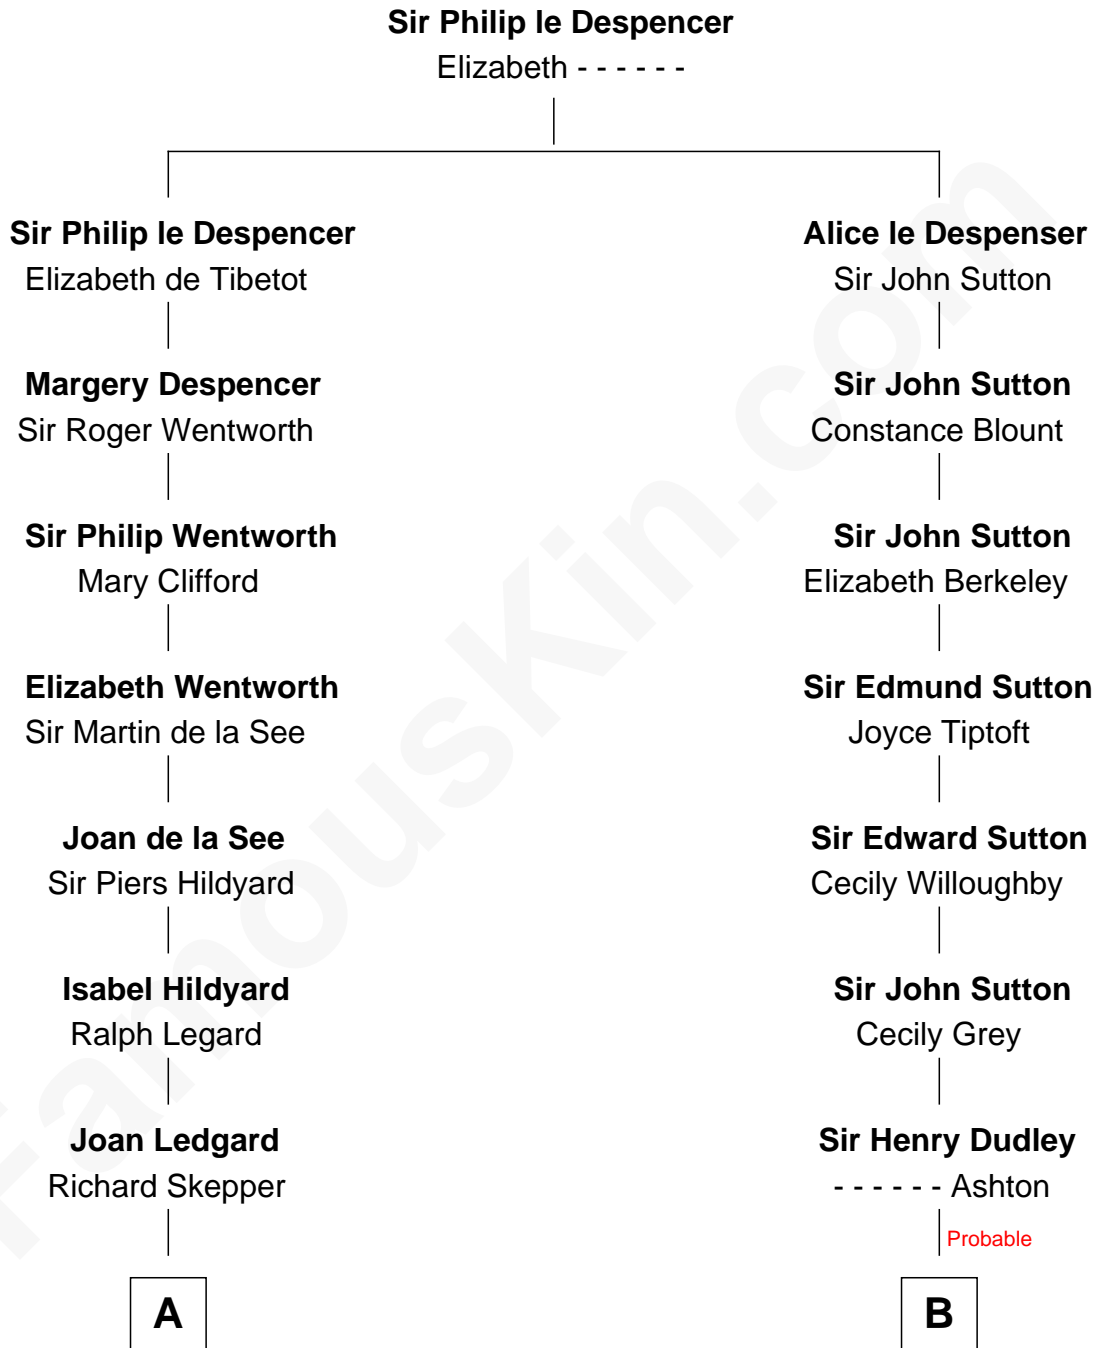 Sir Philip le Despencer
Elizabeth - - - - - -
Sir Philip le Despencer
Elizabeth de Tibetot
Alice le Despenser
Sir John Sutton
Margery Despencer
Sir Roger Wentworth
Sir John Sutton
Constance Blount
Sir Philip Wentworth
Mary Clifford
Sir John Sutton
Elizabeth Berkeley
Elizabeth Wentworth
Sir Martin de la See
Sir Edmund Sutton
Joyce Tiptoft
Joan de la See
Sir Piers Hildyard
Sir Edward Sutton
Cecily Willoughby
Isabel Hildyard
Ralph Legard
Sir John Sutton
Cecily Grey
Joan Ledgard
Richard Skepper
Sir Henry Dudley
- - - - - - Ashton
Probable
A
B
FamousKin.com